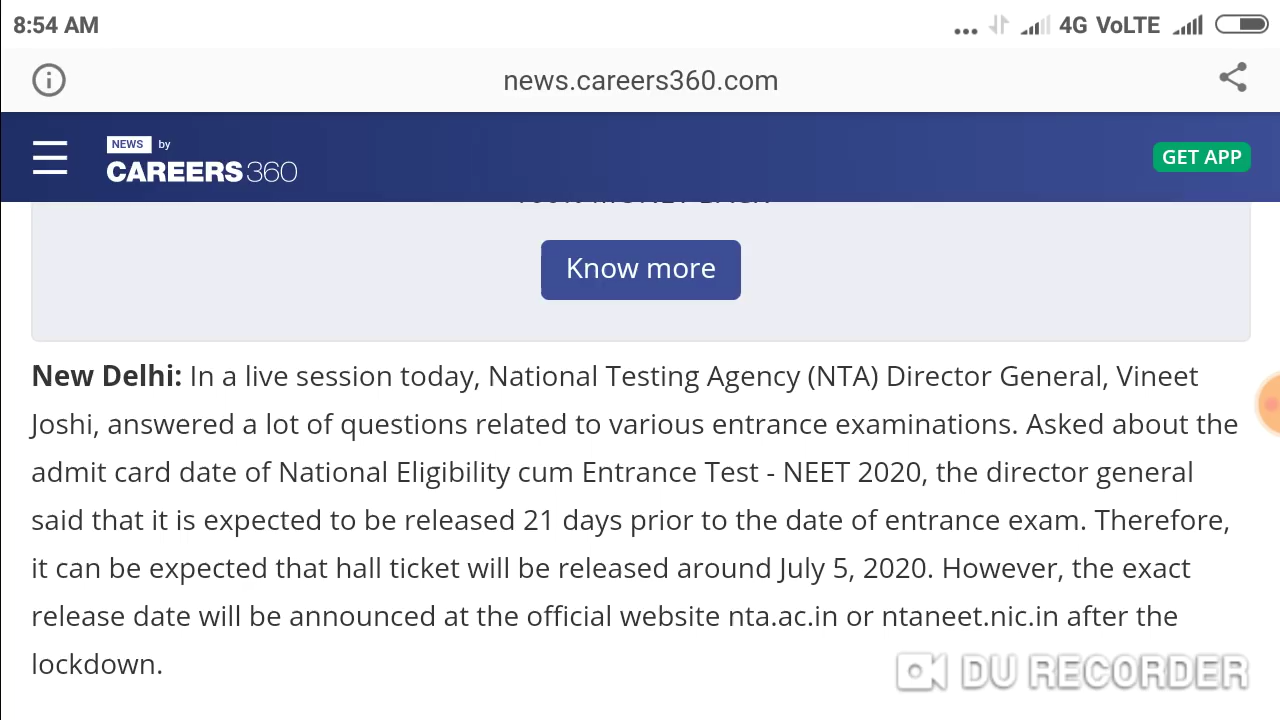 8:54 AM
4G VoLTE
news.careers360.com
NEWS by
CAREERS360
GET APP
Know more
New Delhi: In a live session today, National Testing Agency (NTA) Director General, Vineet
Joshi, answered a lot of questions related to various entrance examinations. Asked about the
admit card date of National Eligibility cum Entrance Test - NEET 2020, the director general
said that it is expected to be released 21 days prior to the date of entrance exam. Therefore,
it can be expected that hall ticket will be released around July 5, 2020. However, the exact
release date will be announced at the official website nta.ac.in or ntaneet.nic.in after the
lockdown.
DU RECORDER